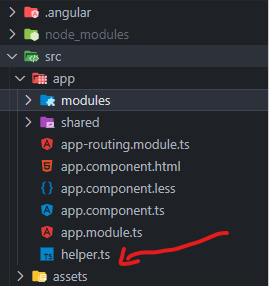 .angular
node_modules
src
app
modules
shared
app-routing.module.ts
app.component.html
app.component.less
app.component.ts
app.module.ts
TS helper.ts
assets